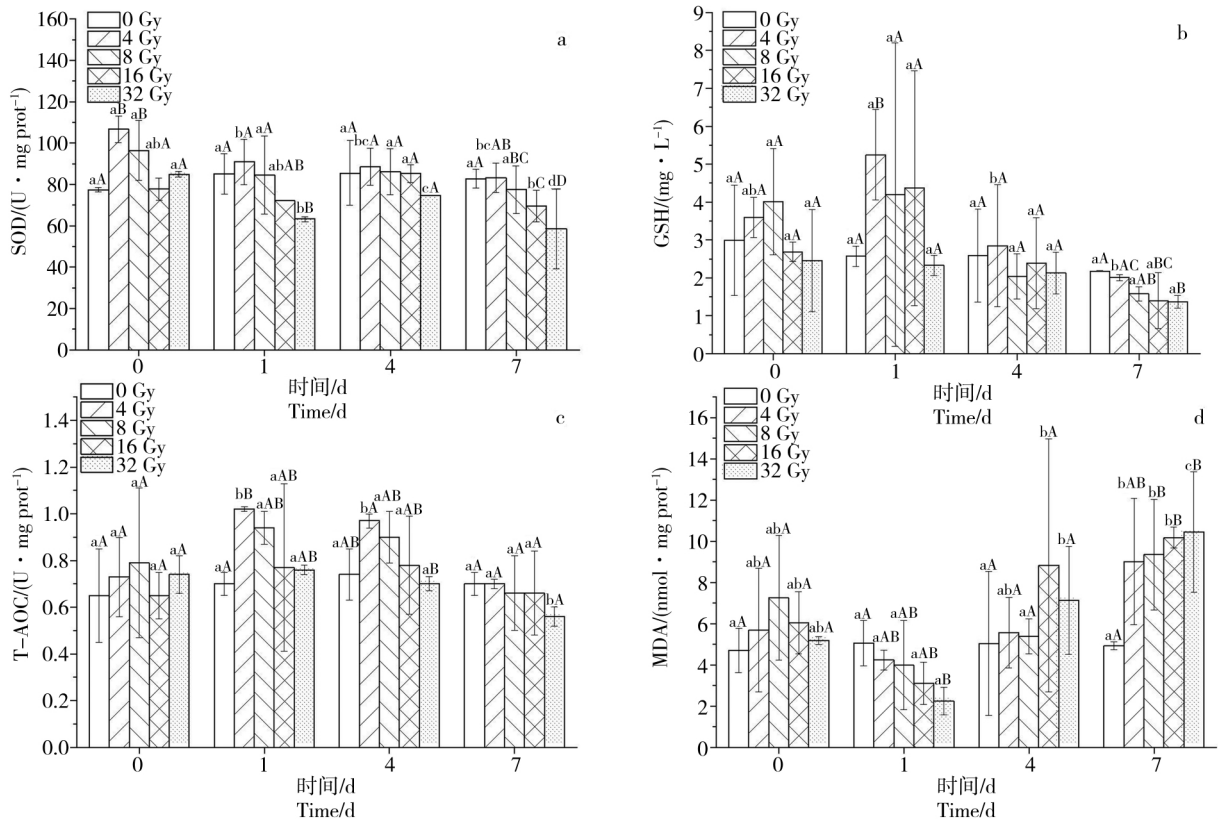 a
0 Gy
4 Gy
8 Gy
16 Gy
32 Gy
160
140
120
100
80
60
40
20
0
SOD/(U·mg prot⁻¹)
aA aB aB abA aA
aA bA aA abAB bB
aA bcA aA aA cA
aA bcAB aBC bC dD
0 1 4 7
时间/d
Time/d
b
0 Gy
4 Gy
8 Gy
16 Gy
32 Gy
9
8
7
6
5
4
3
2
1
0
GSH/(mg·L⁻¹)
aA abA aA aA aA
aA aB aA aA aA
aA bA aA aA aA
aA bAC aAB aBC aB
0 1 4 7
时间/d
Time/d
c
0 Gy
4 Gy
8 Gy
16 Gy
32 Gy
1.4
1.2
1.0
0.8
0.6
0.4
0.2
0.0
T-AOC/(U·mg prot⁻¹)
aA aA aA aA aA
aA bB aAB aAB aAB
aA bA aAB aAB aB
aA aA aA aA bA
0 1 4 7
时间/d
Time/d
d
0 Gy
4 Gy
8 Gy
16 Gy
32 Gy
16
14
12
10
8
6
4
2
0
MDA/(nmol·mg prot⁻¹)
aA abA abA abA abA
aA aAB aAB aAB aB
aA abA aA bA bA
aA bAB bB bB cB
0 1 4 7
时间/d
Time/d